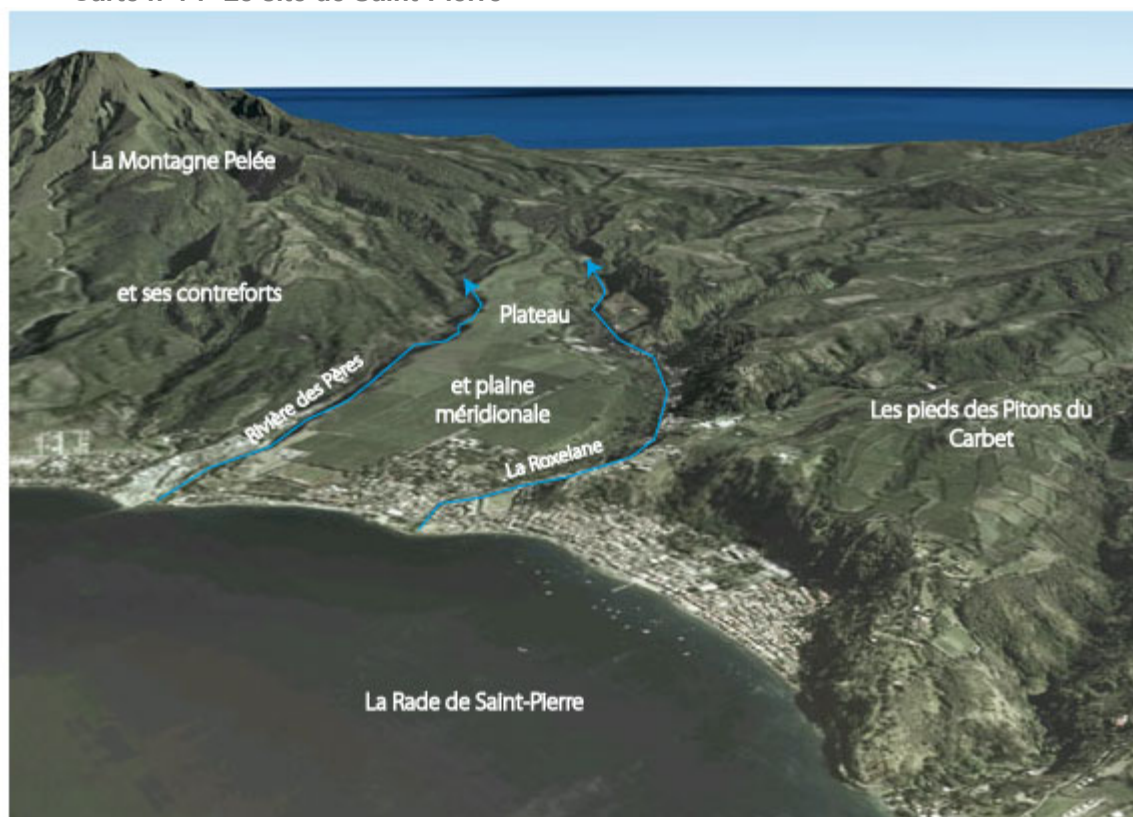 La Montagne Pelée
et ses contreforts
Plateau
et plaine
méridionale
Rivière des Pères
La Roxelane
Les pieds des Pitons du
Carbet
La Rade de Saint-Pierre